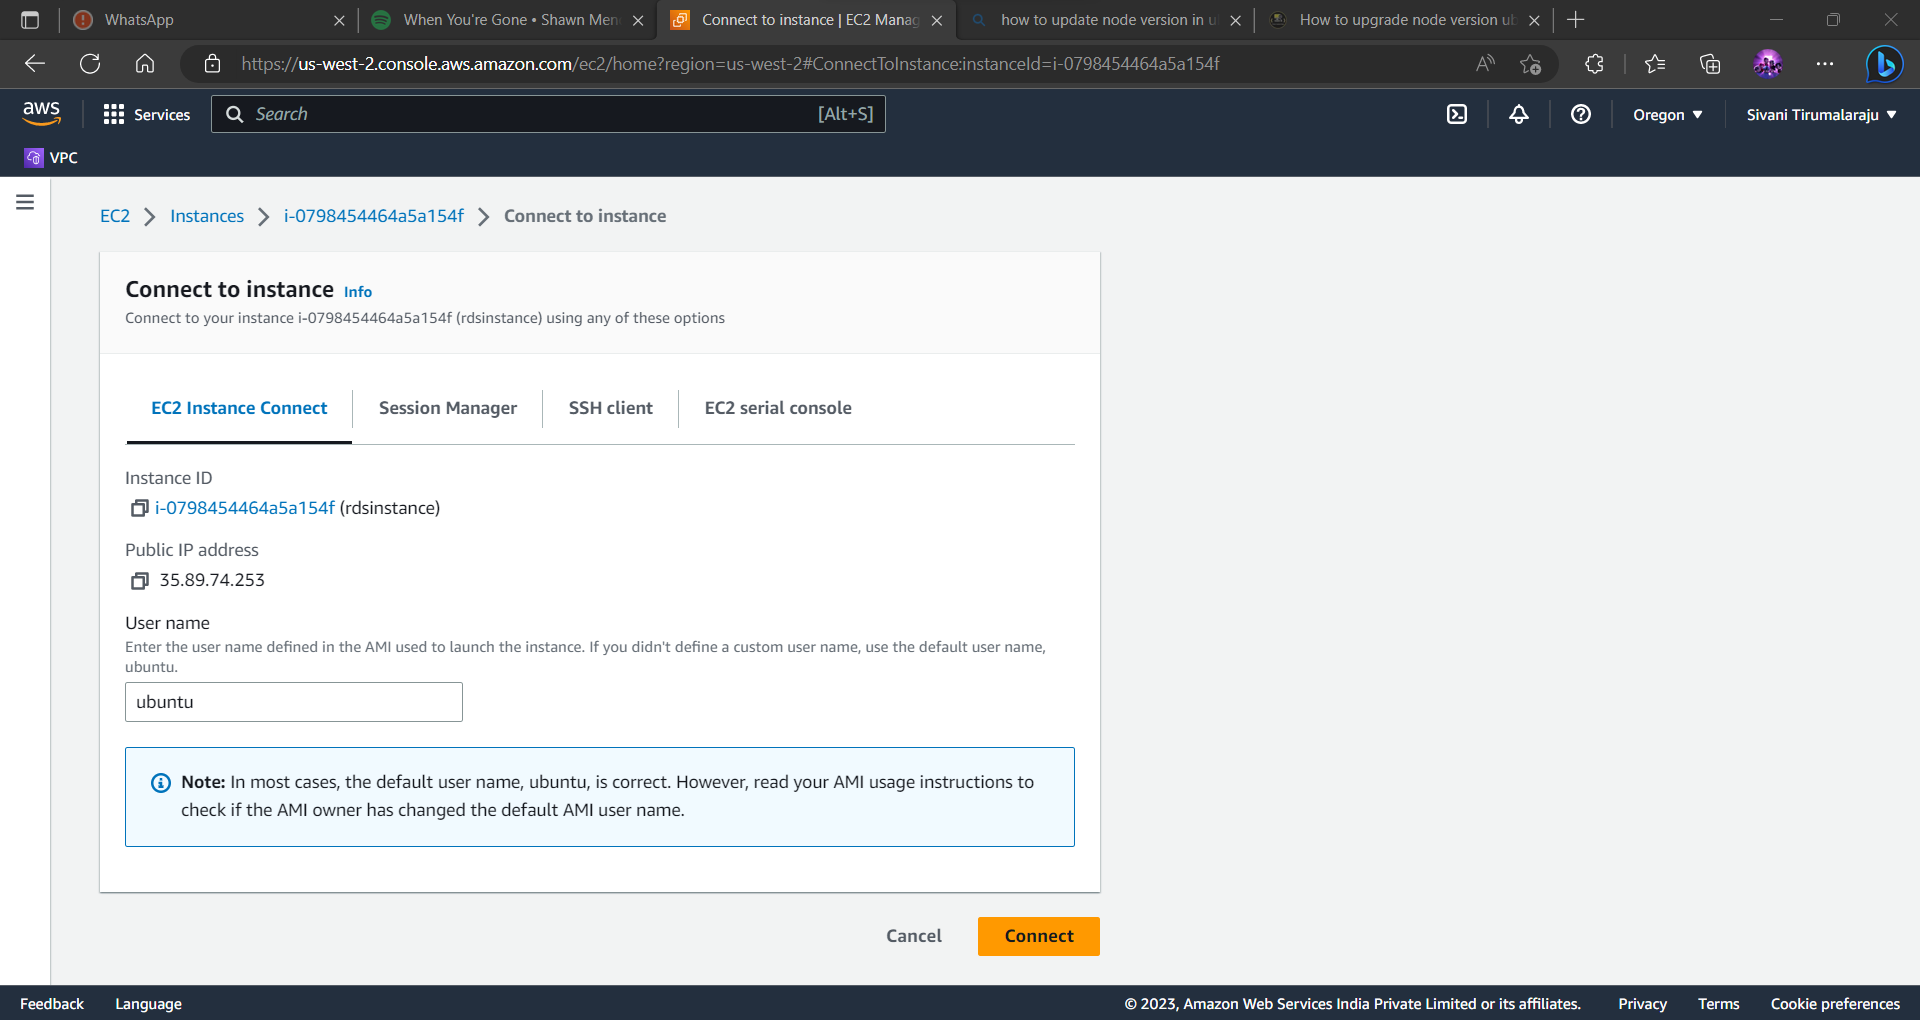 WhatsApp
When You're Gone • Shawn Men
Connect to instance | EC2 Manag
how to update node version in u
How to upgrade node version ub
https://us-west-2.console.aws.amazon.com/ec2/home?region=us-west-2#ConnectToInstance:instanceId=i-0798454464a5a154f
aws
Services
Search
[Alt+S]
Oregon
Sivani Tirumalaraju
VPC
EC2 > Instances > i-0798454464a5a154f > Connect to instance
Connect to instance Info
Connect to your instance i-0798454464a5a154f (rdsinstance) using any of these options
EC2 Instance Connect
Session Manager
SSH client
EC2 serial console
Instance ID
i-0798454464a5a154f (rdsinstance)
Public IP address
35.89.74.253
User name
Enter the user name defined in the AMI used to launch the instance. If you didn't define a custom user name, use the default user name,
ubuntu.
ubuntu
Note: In most cases, the default user name, ubuntu, is correct. However, read your AMI usage instructions to
check if the AMI owner has changed the default AMI user name.
Cancel
Connect
Feedback
Language
© 2023, Amazon Web Services India Private Limited or its affiliates.
Privacy
Terms
Cookie preferences